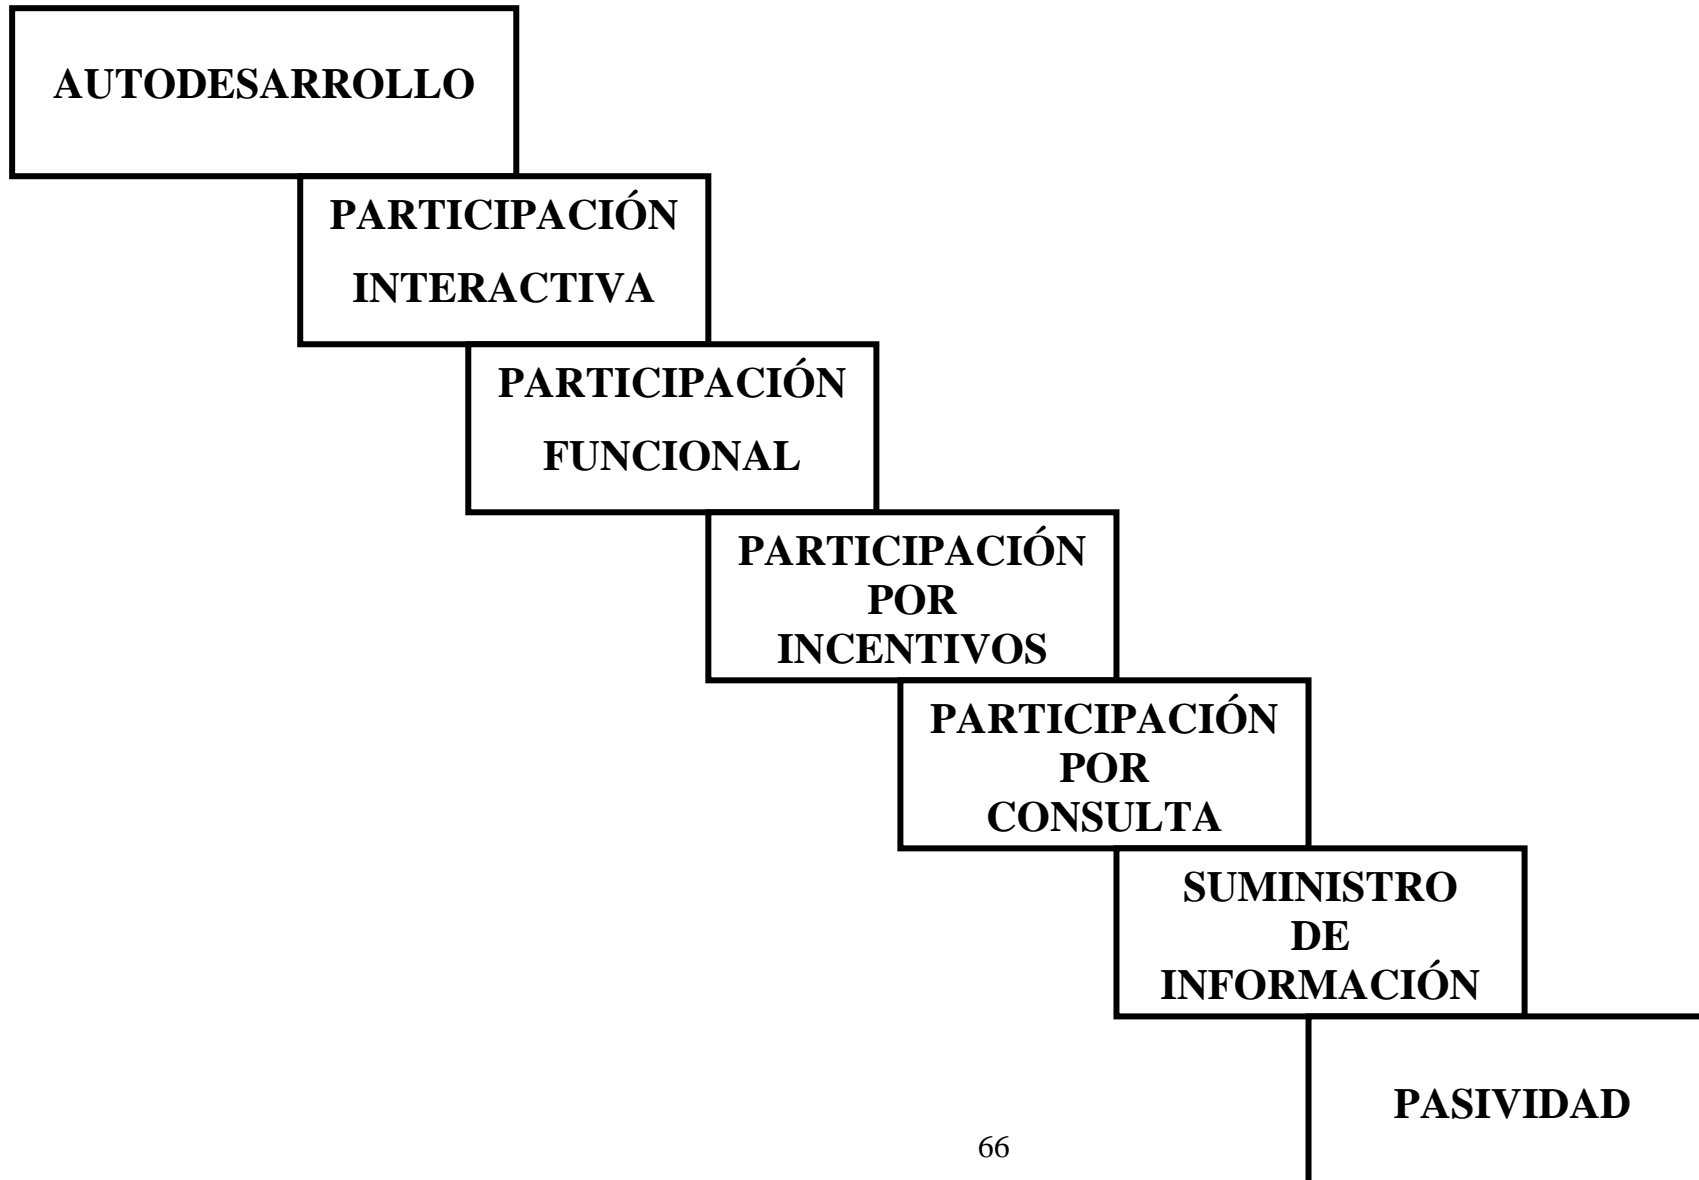 AUTODESARROLLO
PARTICIPACIÓN
INTERACTIVA
PARTICIPACIÓN
FUNCIONAL
PARTICIPACIÓN
POR
INCENTIVOS
PARTICIPACIÓN
POR
CONSULTA
SUMINISTRO
DE
INFORMACIÓN
PASIVIDAD
66